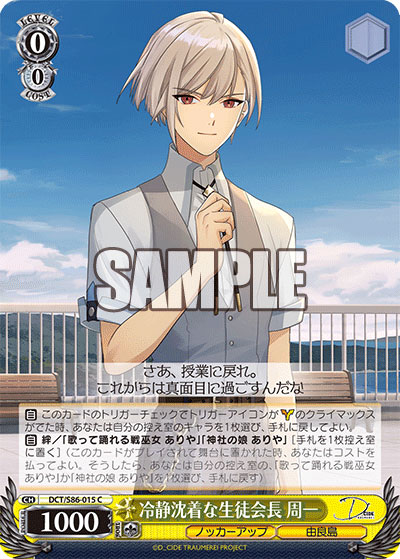 LEVEL
0
0
COST
SAMPLE
さあ、授業に戻れ。
これからは真面目に過ごすんだな
自 このカードのトリガーチェックでトリガーアイコンが のクライマックス
がでた時、あなたは自分の控え室のキャラを1枚選び、手札に戻してよい。
自 絆／「歌って踊れる戦巫女 ありや」「神社の娘 ありや」 [手札を1枚控え室
に置く] （このカードがプレイされて舞台に置かれた時、あなたはコストを
払ってよい。そうしたら、あなたは自分の控え室の「歌って踊れる戦巫女
ありや」か「神社の娘 ありや」を1枚選び、手札に戻す）
CH DCT/S86-015 C
1000
冷静沈着な生徒会長 周一
D_CIDE
ノッカーアップ
由良島
©D_CIDE TRAUMEREI PROJECT